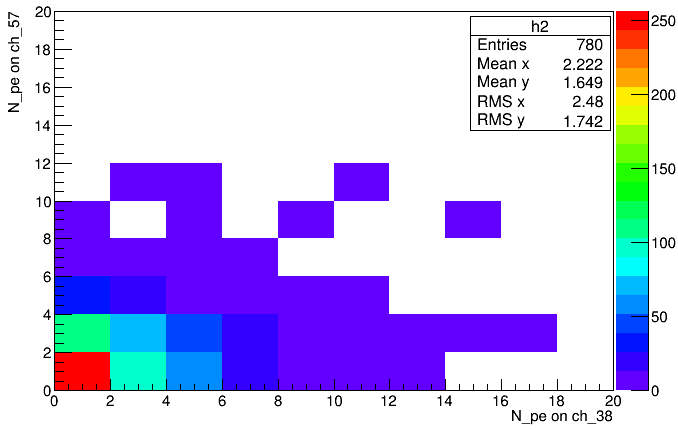 N_pe on ch_57
20
18
16
14
12
10
8
6
4
2
0
h2
Entries 780
Mean x 2.222
Mean y 1.649
RMS x 2.48
RMS y 1.742
250
200
150
100
50
0
0 2 4 6 8 10 12 14 16 18 20
N_pe on ch_38